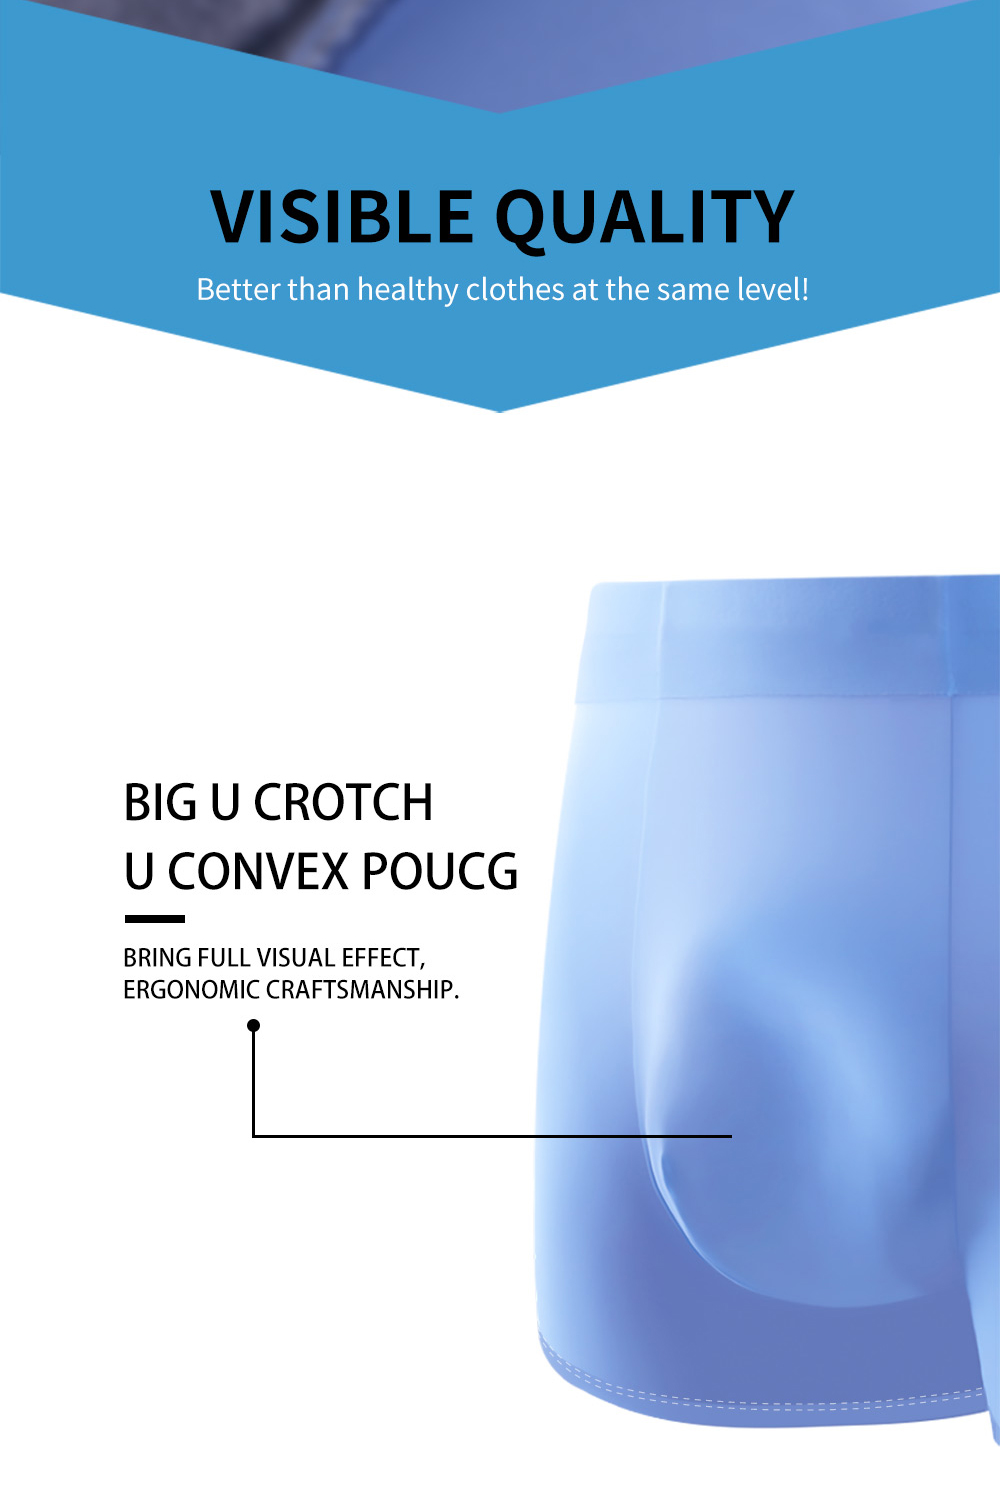 VISIBLE QUALITY
Better than healthy clothes at the same level!
BIG U CROTCH
U CONVEX POUCG
BRING FULL VISUAL EFFECT,
ERGONOMIC CRAFTSMANSHIP.